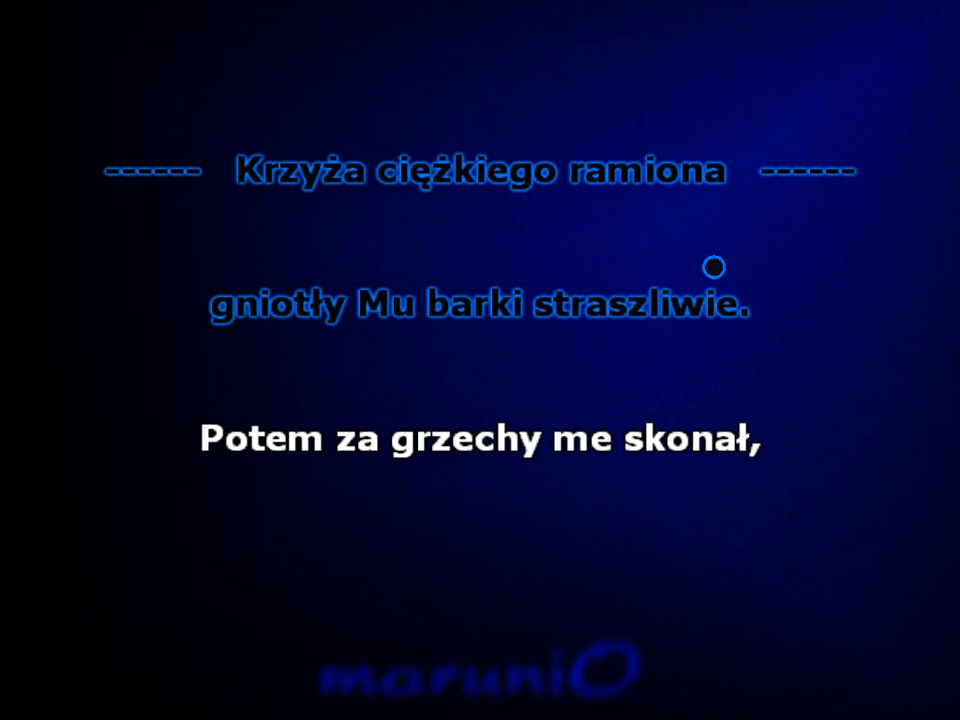 ------ Krzyża ciężkiego ramiona ------
gniotły Mu barki straszliwie.
Potem za grzechy me skonał,
maruniO